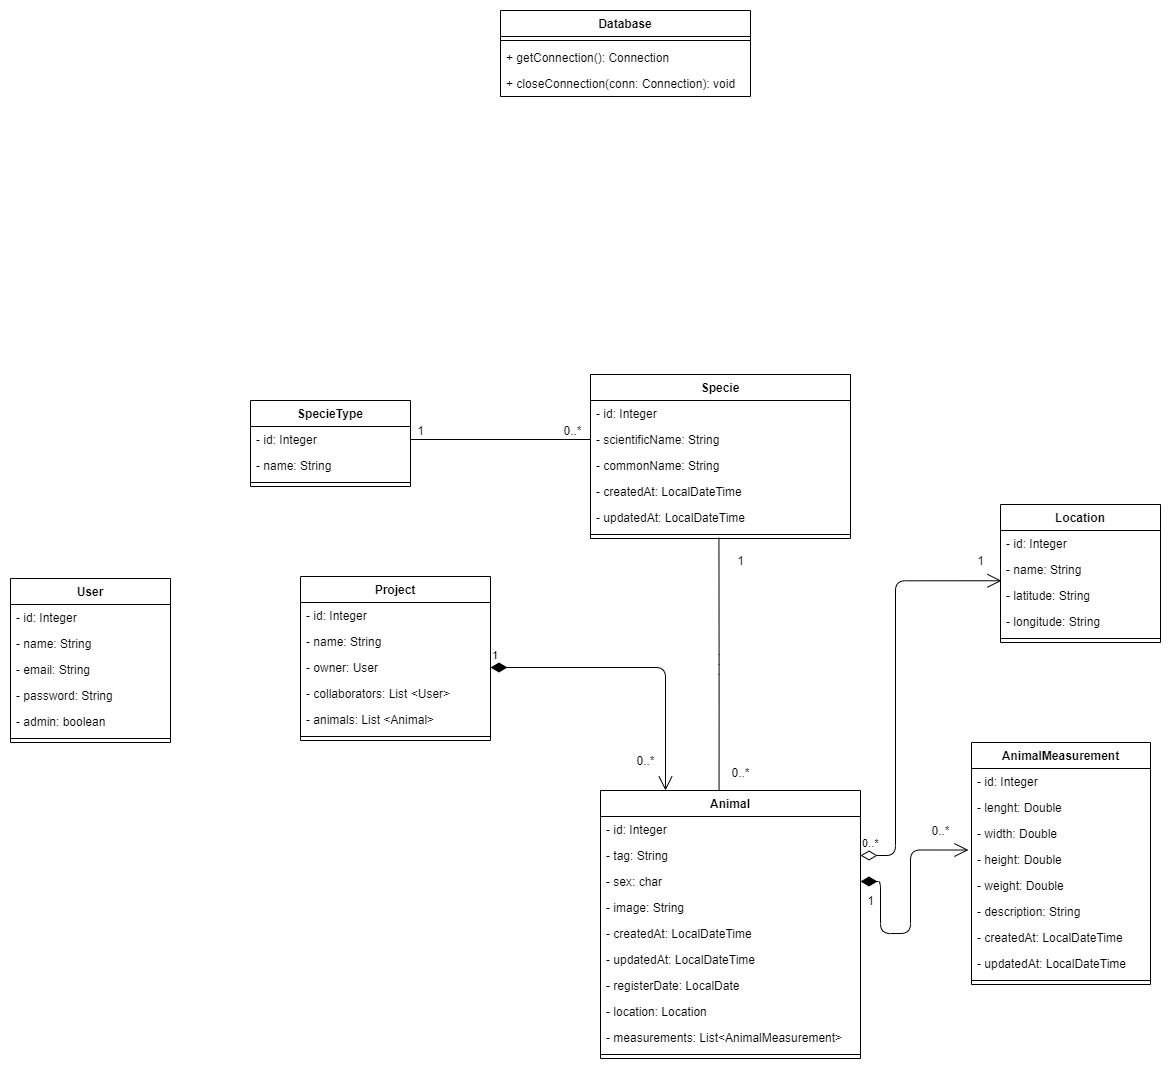 Database
+ getConnection(): Connection
+ closeConnection(conn: Connection): void
SpecieType
- id: Integer
- name: String
1
0..*
Specie
- id: Integer
- scientificName: String
- commonName: String
- createdAt: LocalDateTime
- updatedAt: LocalDateTime
1
0..*
User
- id: Integer
- name: String
- email: String
- password: String
- admin: boolean
Project
- id: Integer
- name: String
- owner: User
- collaborators: List <User>
- animals: List <Animal>
1
0..*
Location
- id: Integer
- name: String
- latitude: String
- longitude: String
1
Animal
- id: Integer
- tag: String
- sex: char
- image: String
- createdAt: LocalDateTime
- updatedAt: LocalDateTime
- registerDate: LocalDate
- location: Location
- measurements: List<AnimalMeasurement>
0..*
1
0..*
AnimalMeasurement
- id: Integer
- lenght: Double
- width: Double
- height: Double
- weight: Double
- description: String
- createdAt: LocalDateTime
- updatedAt: LocalDateTime